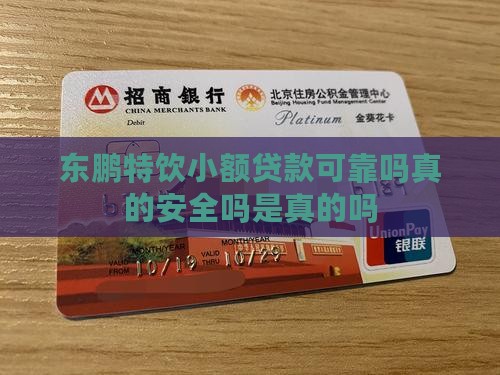 招商银行
CHINA MERCHANTS BANK
Debit
北京住房公积金管理中心
Beijing Housing Fund Management Center
Platinum 金葵花卡
东鹏特饮小额贷款可靠吗真
的安全吗是真的吗
MONTH/YEAR
MONTH/YEAR
VALID FROM 10/19 VALID THRU 10/29
UnionPay
银联